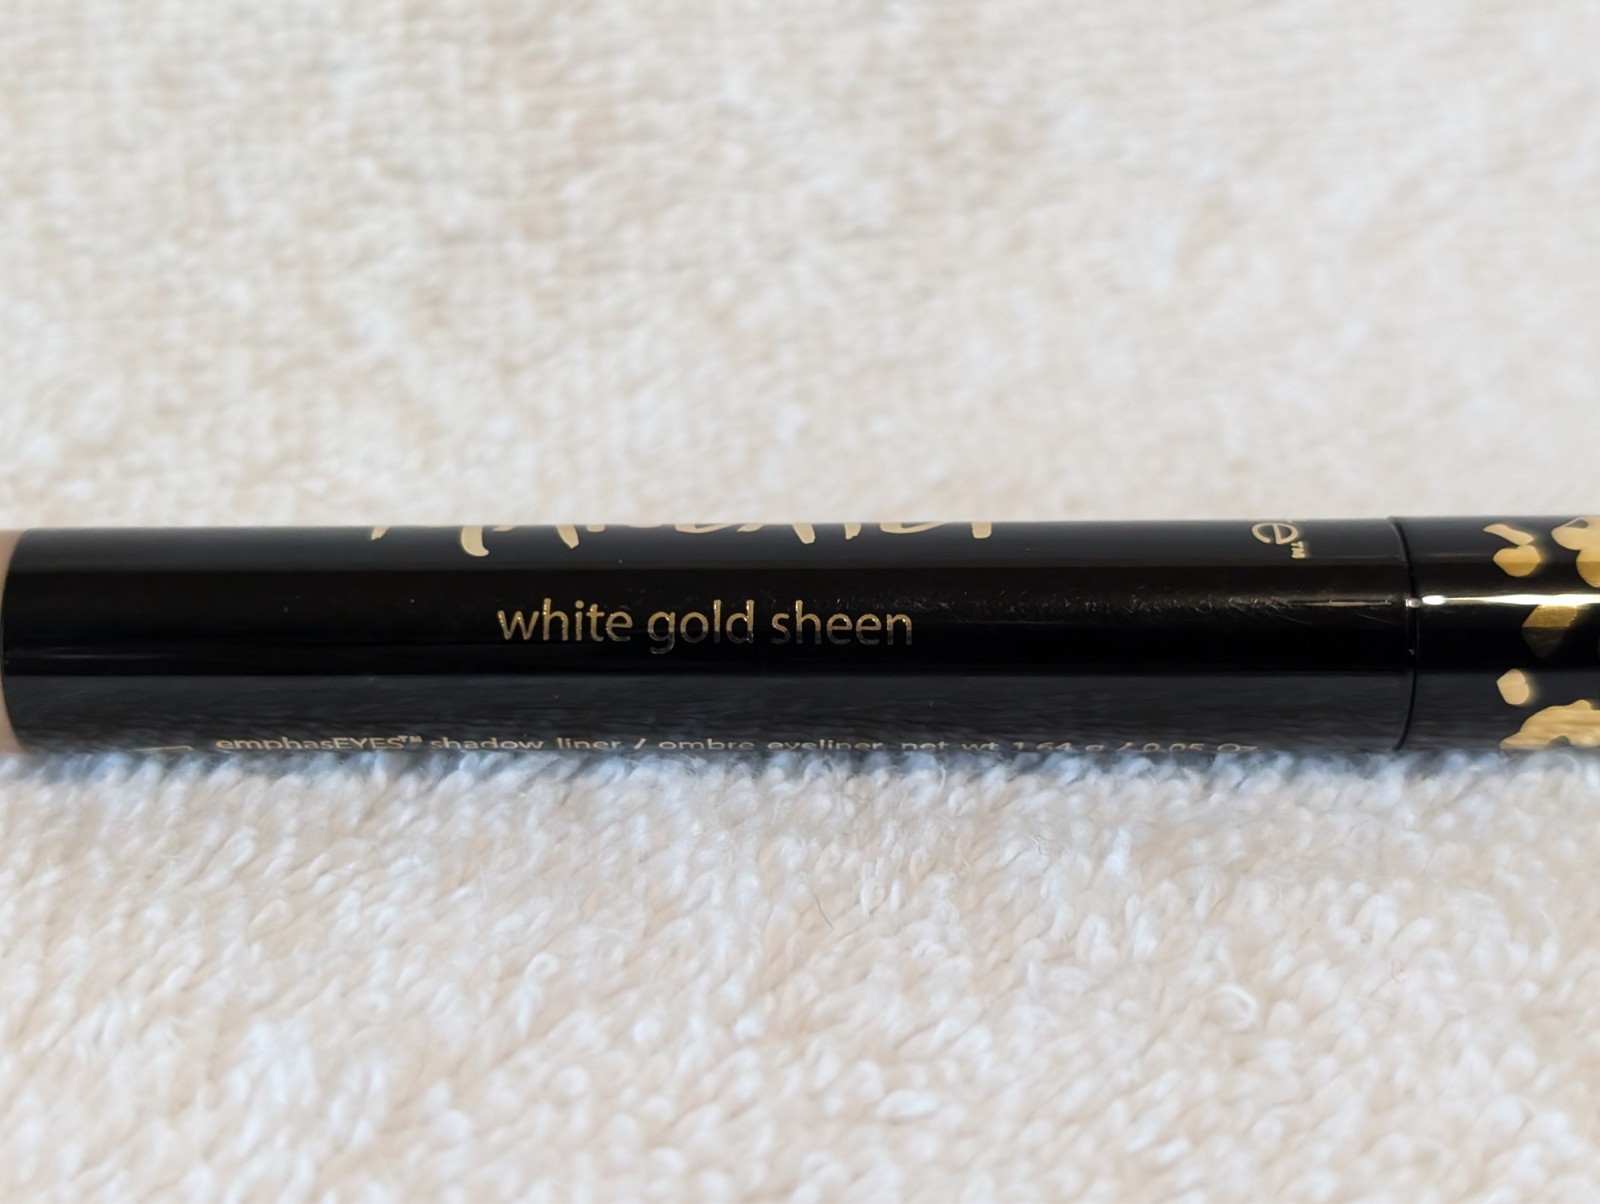 white gold sheen
emphasEYES™ shadow liner / ombre eyeliner net wt 1.64 g / 0.05 Oz